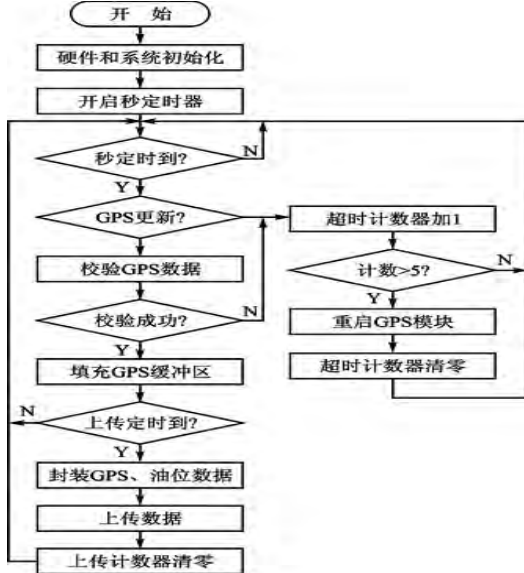 开 始
硬件和系统初始化
开启秒定时器
秒定时到?
N
Y
GPS更新?
超时计数器加1
校验GPS数据
计数>5?
N
Y
校验成功?
N
Y
重启GPS模块
填充GPS缓冲区
超时计数器清零
N
上传定时到?
Y
封装GPS、油位数据
上传数据
上传计数器清零